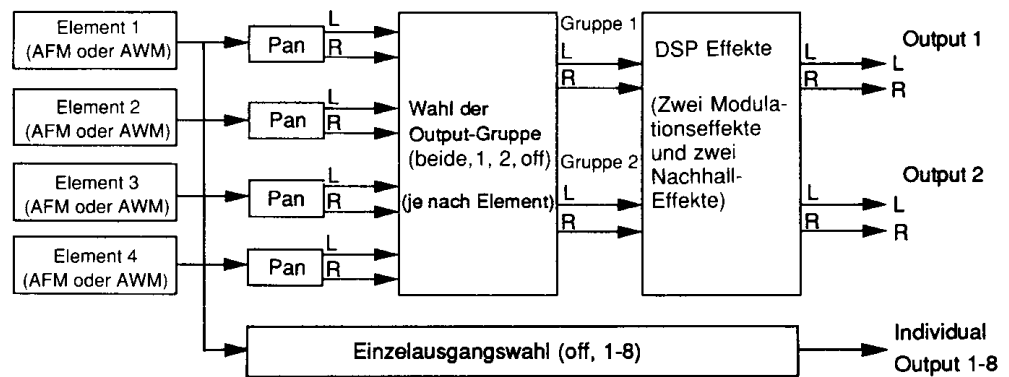 Element 1
(AFM oder AWM)
Pan
L
R
Element 2
(AFM oder AWM)
Pan
L
R
Element 3
(AFM oder AWM)
Pan
L
R
Element 4
(AFM oder AWM)
Pan
L
R
Wahl der
Output-Gruppe
(beide, 1, 2, off)
(je nach Element)
Gruppe 1
L
R
Gruppe 2
L
R
DSP Effekte
(Zwei Modula-
tionseffekte
und zwei
Nachhall-
Effekte)
L
R
Output 1
L
R
L
R
Output 2
L
R
Einzelausgangswahl (off, 1-8)
Individual
Output 1-8